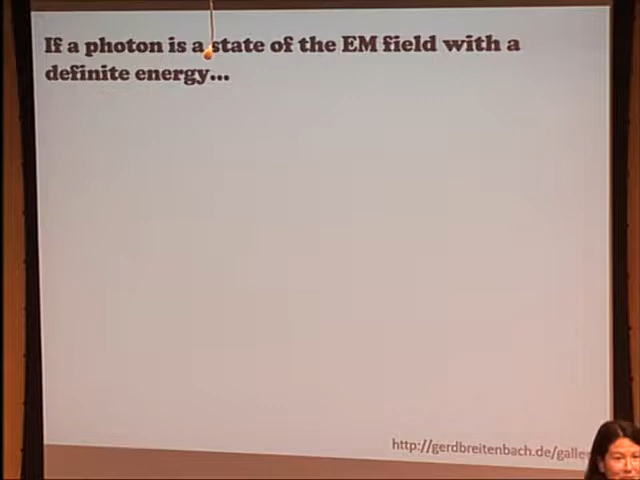 If a photon is a state of the EM field with a
definite energy...
http://gerdbreitenbach.de/galle